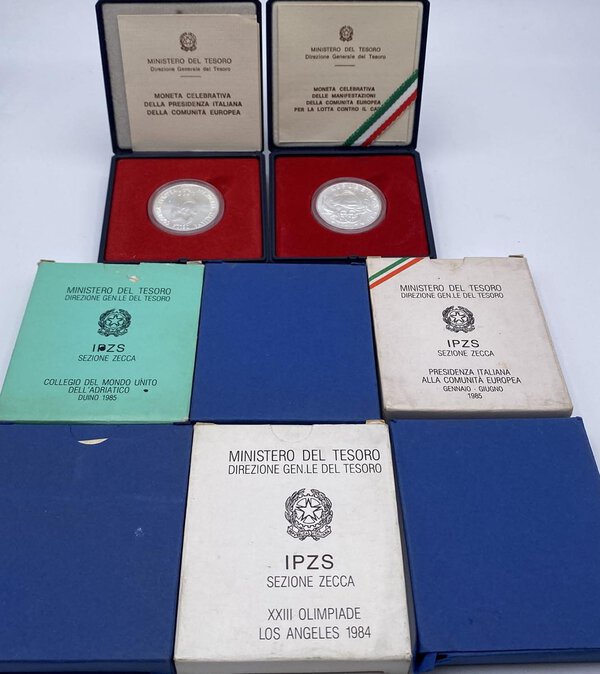 MINISTERO DEL TESORO
Direzione Generale del Tesoro
MONETA CELEBRATIVA
DELLA PRESIDENZA ITALIANA
DELLA COMUNITÀ EUROPEA
MINISTERO DEL TESORO
Direzione Generale del Tesoro
MONETA CELEBRATIVA
DELLE MANIFESTAZIONI
DELLA COMUNITÀ EUROPEA
PER LA LOTTA CONTRO IL
MINISTERO DEL TESORO
DIREZIONE GEN.LE DEL TESORO
IPZS
SEZIONE ZECCA
COLLEGIO DEL MONDO UNITO
DELL'ADRIATICO
DUINO 1985
MINISTERO DEL TESORO
DIREZIONE GEN.LE DEL TESORO
IPZS
SEZIONE ZECCA
PRESIDENZA ITALIANA
ALLA COMUNITÀ EUROPEA
GENNAIO - GIUGNO
1985
MINISTERO DEL TESORO
DIREZIONE GEN.LE DEL TESORO
IPZS
SEZIONE ZECCA
XXIII OLIMPIADE
LOS ANGELES 1984